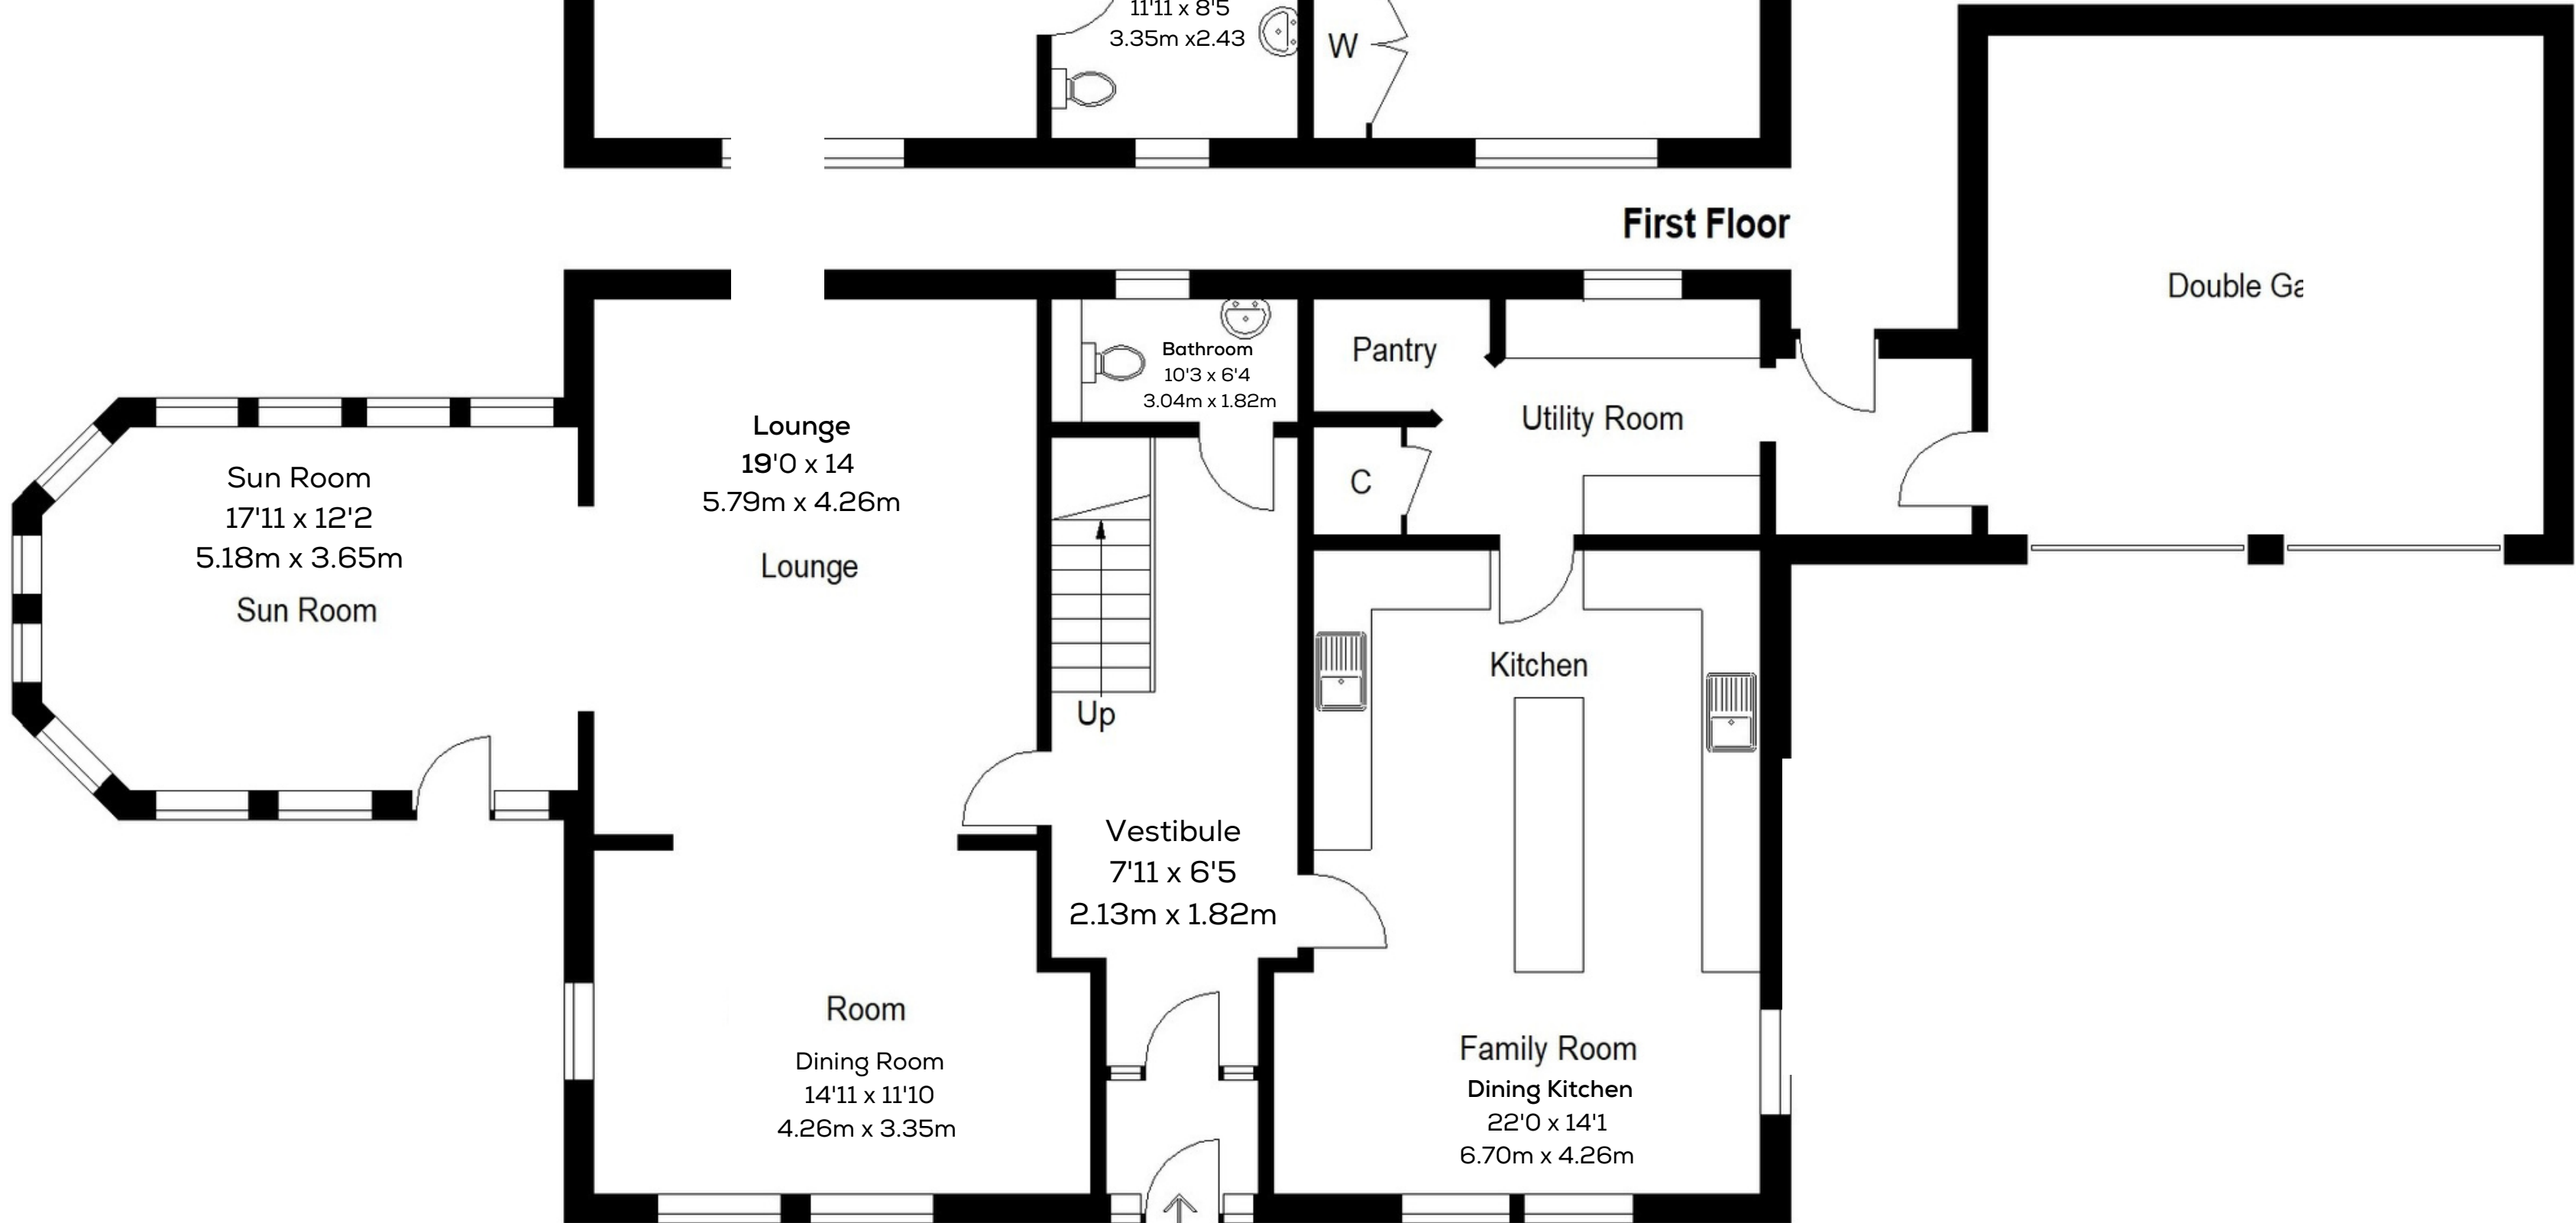 11'11 x 8'5
3.35m x2.43
W
First Floor
Double Ga
Pantry
Bathroom
10'3 x 6'4
3.04m x 1.82m
Utility Room
C
Lounge
19'0 x 14
5.79m x 4.26m
Lounge
Sun Room
17'11 x 12'2
5.18m x 3.65m
Sun Room
Kitchen
Up
Vestibule
7'11 x 6'5
2.13m x 1.82m
Room
Dining Room
14'11 x 11'10
4.26m x 3.35m
Family Room
Dining Kitchen
22'0 x 14'1
6.70m x 4.26m